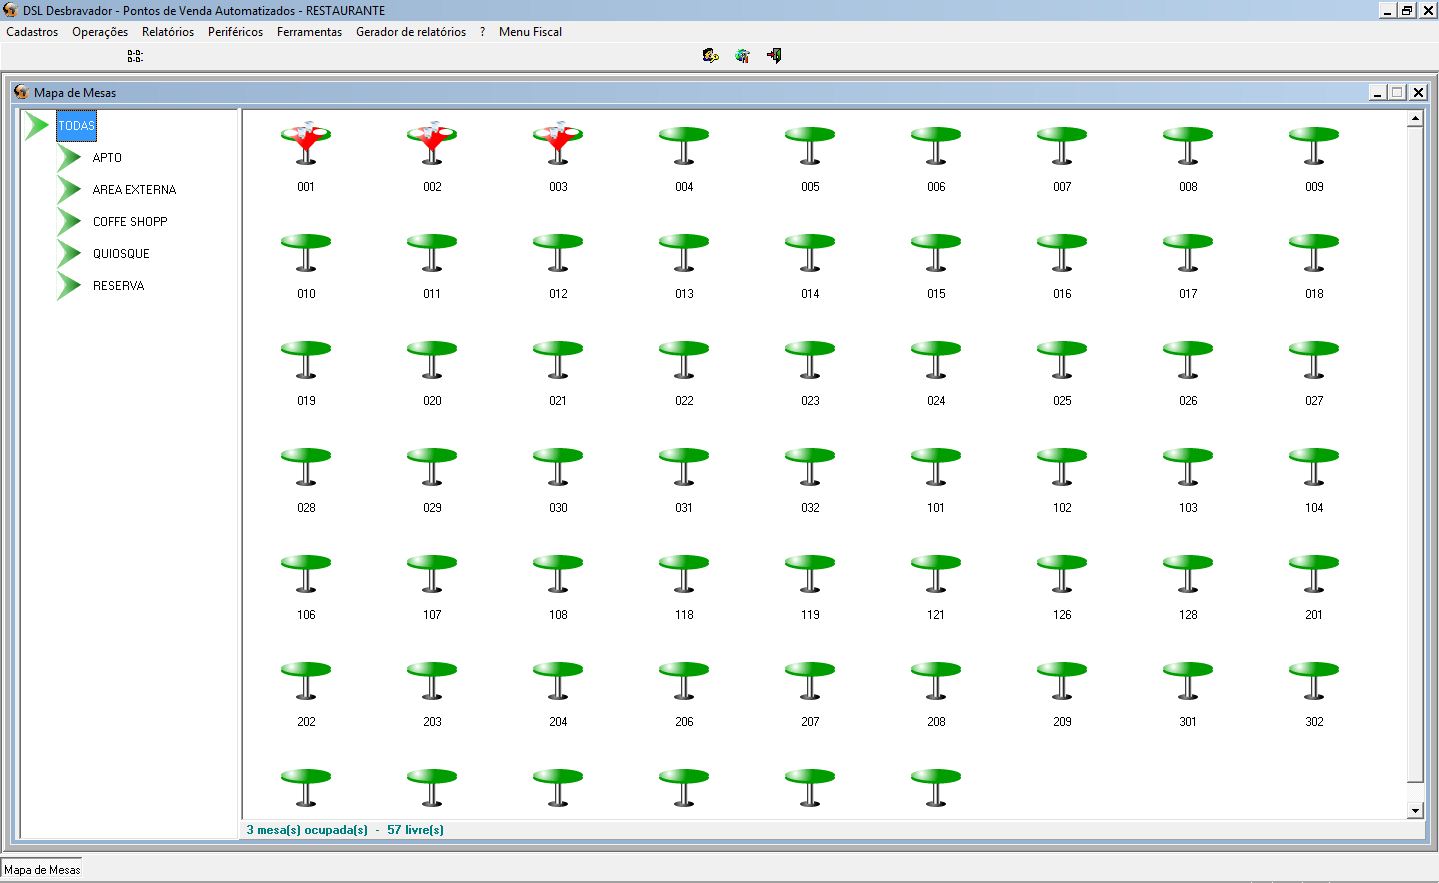 DSL Desbravador - Pontos de Venda Automatizados - RESTAURANTE
Cadastros Operações Relatórios Periféricos Ferramentas Gerador de relatórios ? Menu Fiscal
Mapa de Mesas
TODAS
APTO
AREA EXTERNA
COFFE SHOPP
QUIOSQUE
RESERVA
001 002 003 004 005 006 007 008 009
010 011 012 013 014 015 016 017 018
019 020 021 022 023 024 025 026 027
028 029 030 031 032 101 102 103 104
106 107 108 118 119 121 126 128 201
202 203 204 206 207 208 209 301 302
3 mesa(s) ocupada(s) - 57 livre(s)
Mapa de Mesas